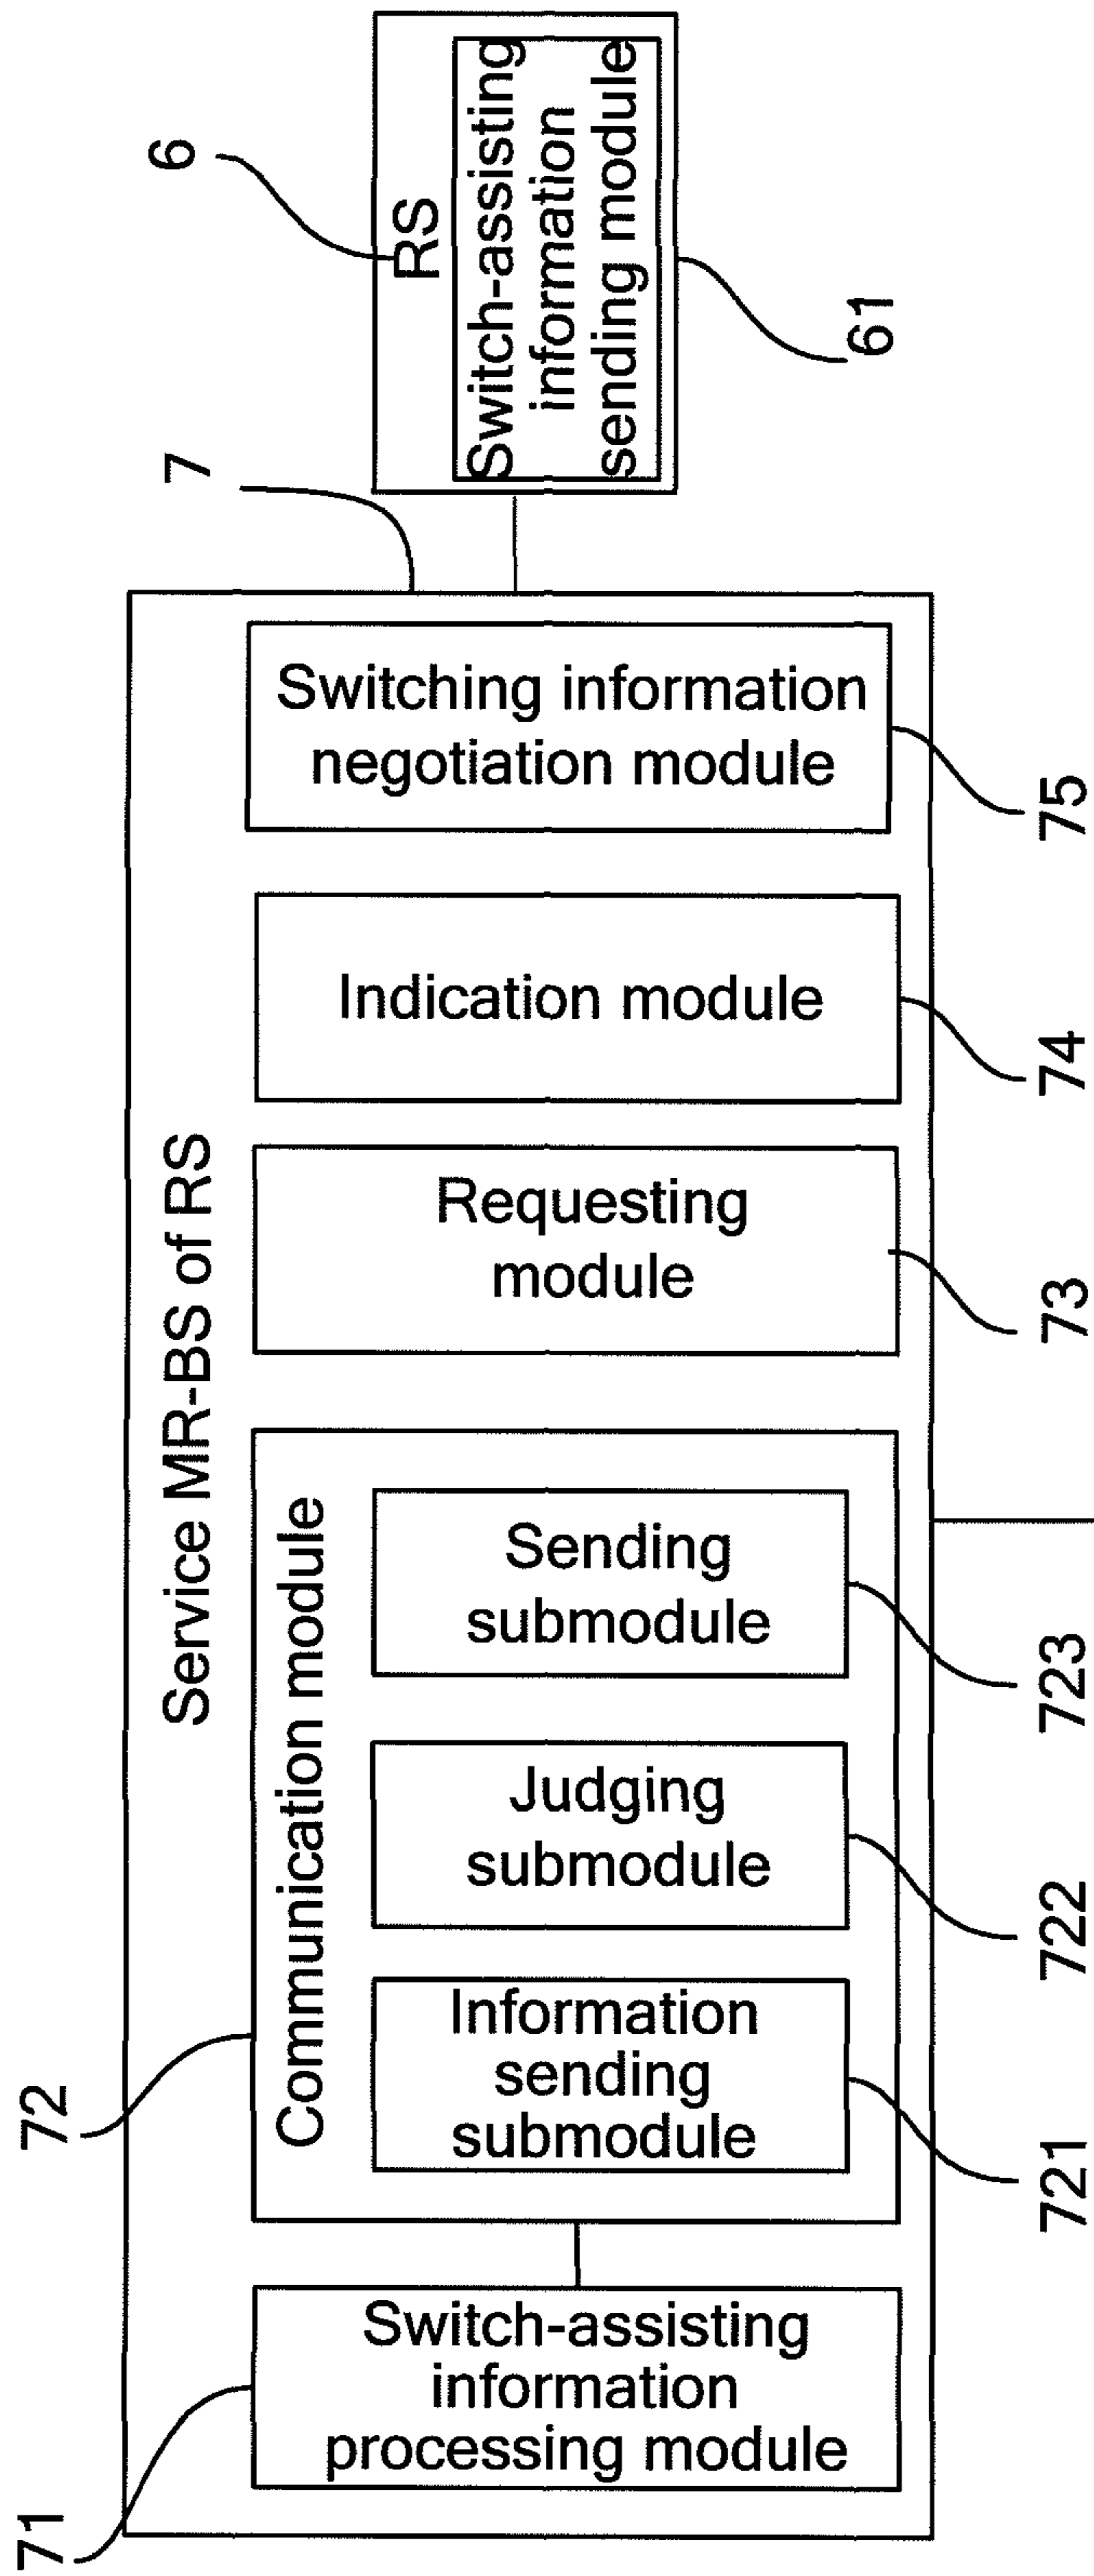 6
RS
Switch-assisting
information
sending module
61
7
Service MR-BS of RS
Switching information
negotiation module
75
Indication module
74
Requesting
module
73
72
Communication module
Sending
submodule
723
Judging
submodule
722
Information
sending
submodule
721
71
Switch-assisting
information
processing module